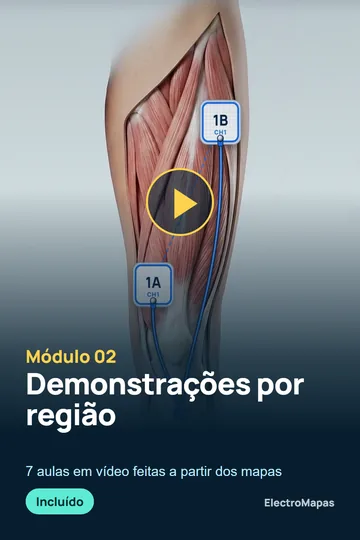 1B
CH1
1A
CH1
Módulo 02
Demonstrações por
região
7 aulas em vídeo feitas a partir dos mapas
Incluído
ElectroMapas